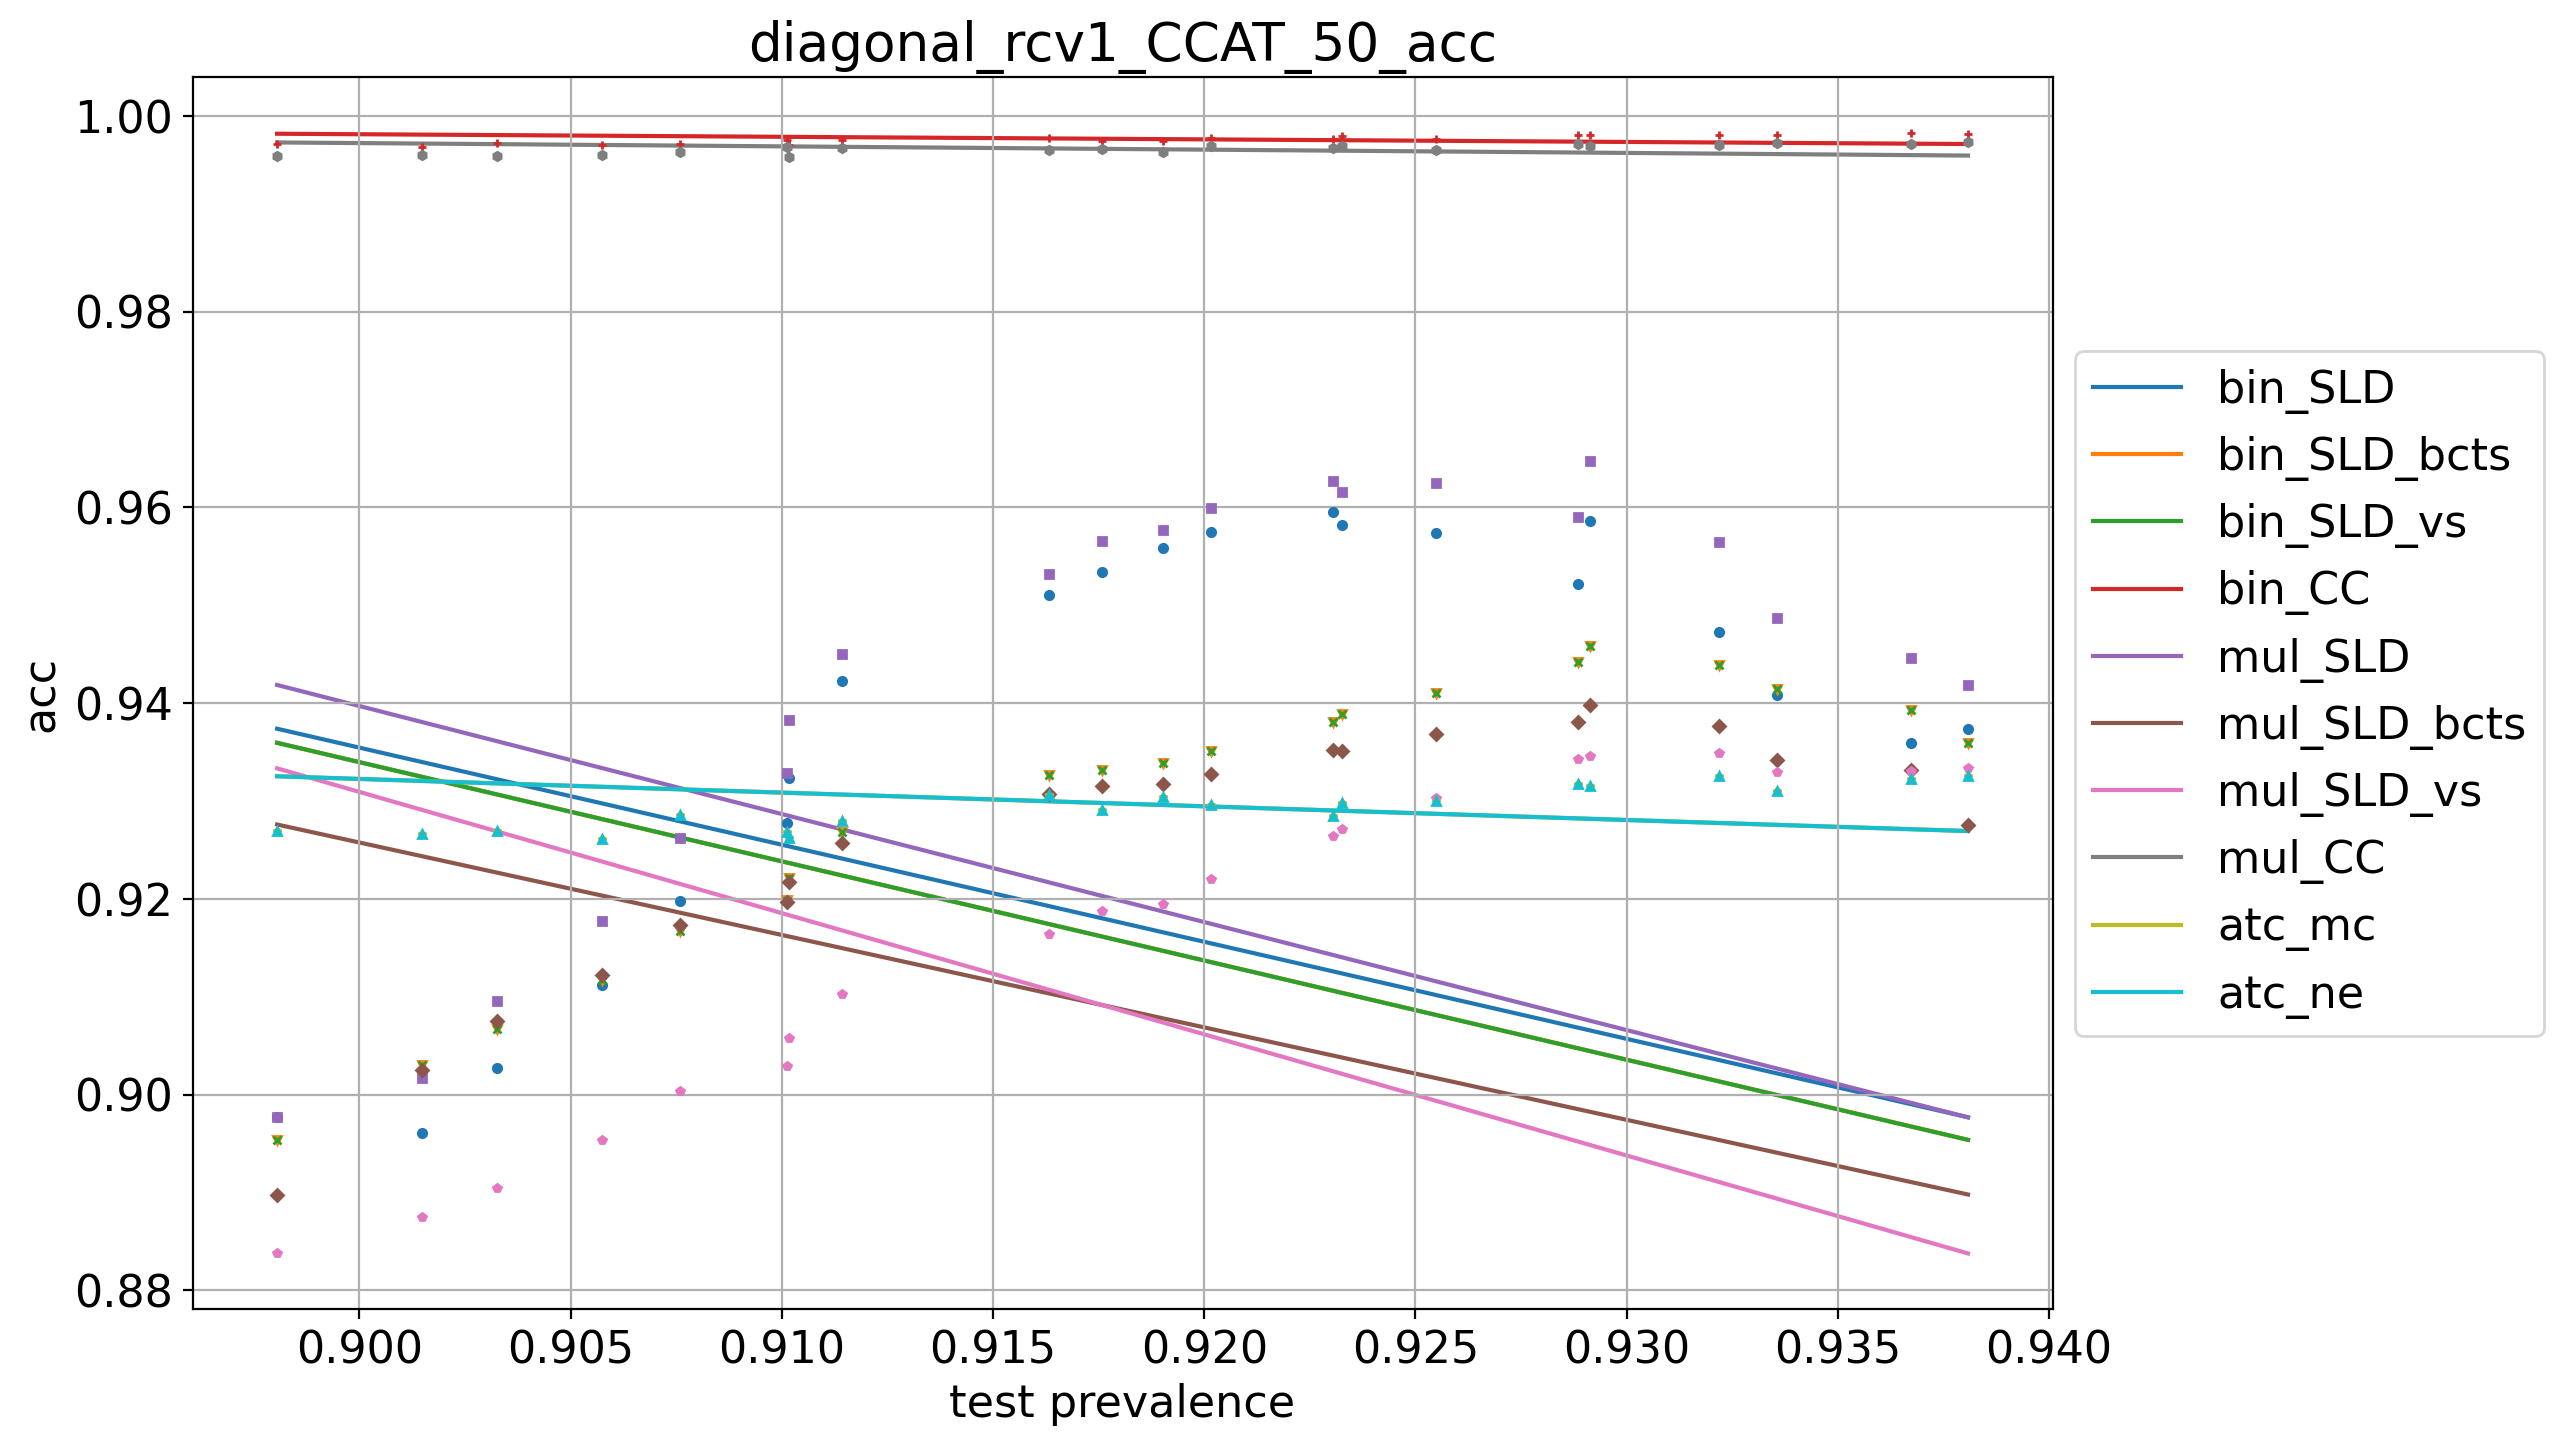 diagonal_rcv1_CCAT_50_acc
1.00
0.98
0.96
0.94
0.92
0.90
0.88
acc
0.900 0.905 0.910 0.915 0.920 0.925 0.930 0.935 0.940
test prevalence
bin_SLD
bin_SLD_bcts
bin_SLD_vs
bin_CC
mul_SLD
mul_SLD_bcts
mul_SLD_vs
mul_CC
atc_mc
atc_ne